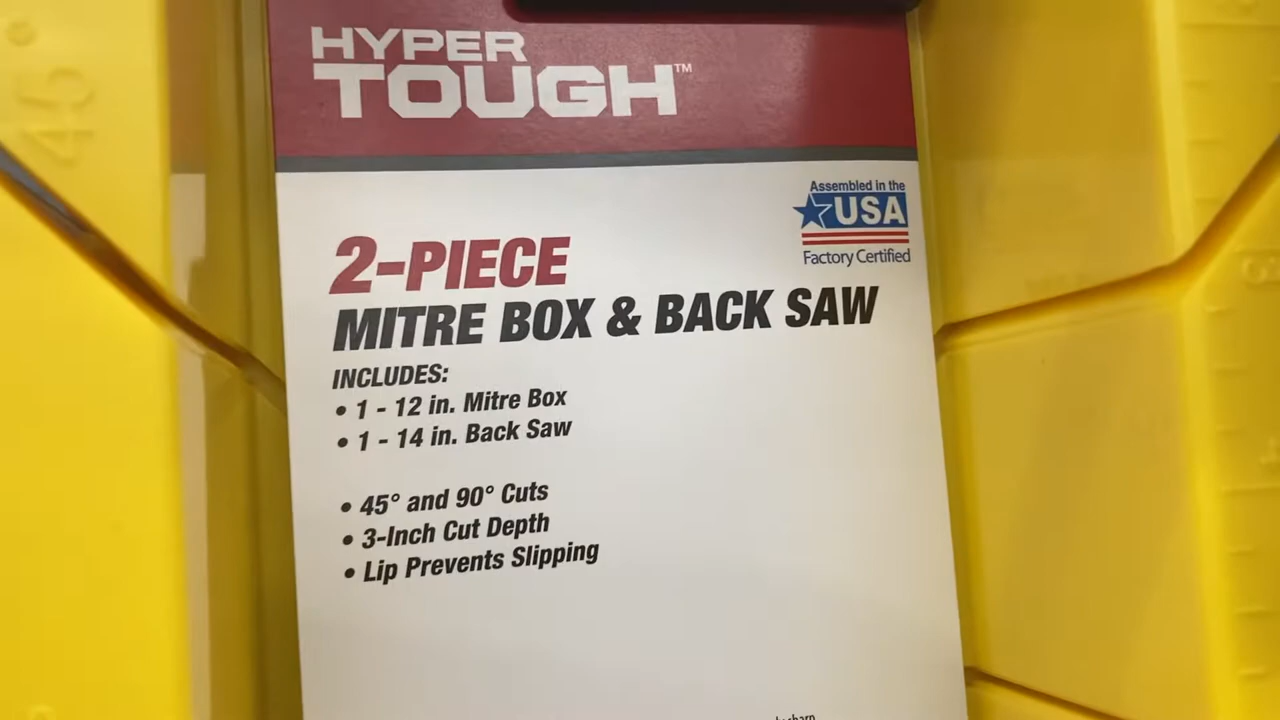 HYPER
TOUGH™
Assembled in the
USA
Factory Certified
2-PIECE
MITRE BOX & BACK SAW
INCLUDES:
• 1 - 12 in. Mitre Box
• 1 - 14 in. Back Saw
• 45° and 90° Cuts
• 3-Inch Cut Depth
• Lip Prevents Slipping
45°